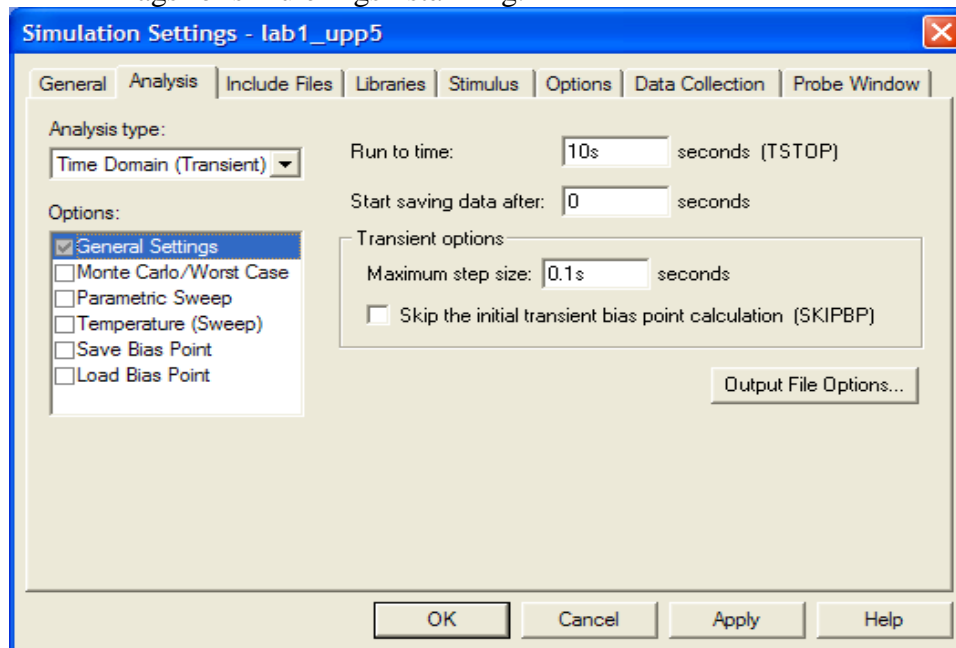 Simulation Settings - lab1_upp5
General Analysis Include Files Libraries Stimulus Options Data Collection Probe Window
Analysis type:
Time Domain (Transient)
Options:
General Settings
Monte Carlo/Worst Case
Parametric Sweep
Temperature (Sweep)
Save Bias Point
Load Bias Point
Run to time: 10s seconds (TSTOP)
Start saving data after: 0 seconds
Transient options
Maximum step size: 0.1s seconds
Skip the initial transient bias point calculation (SKIPBP)
Output File Options...
OK Cancel Apply Help